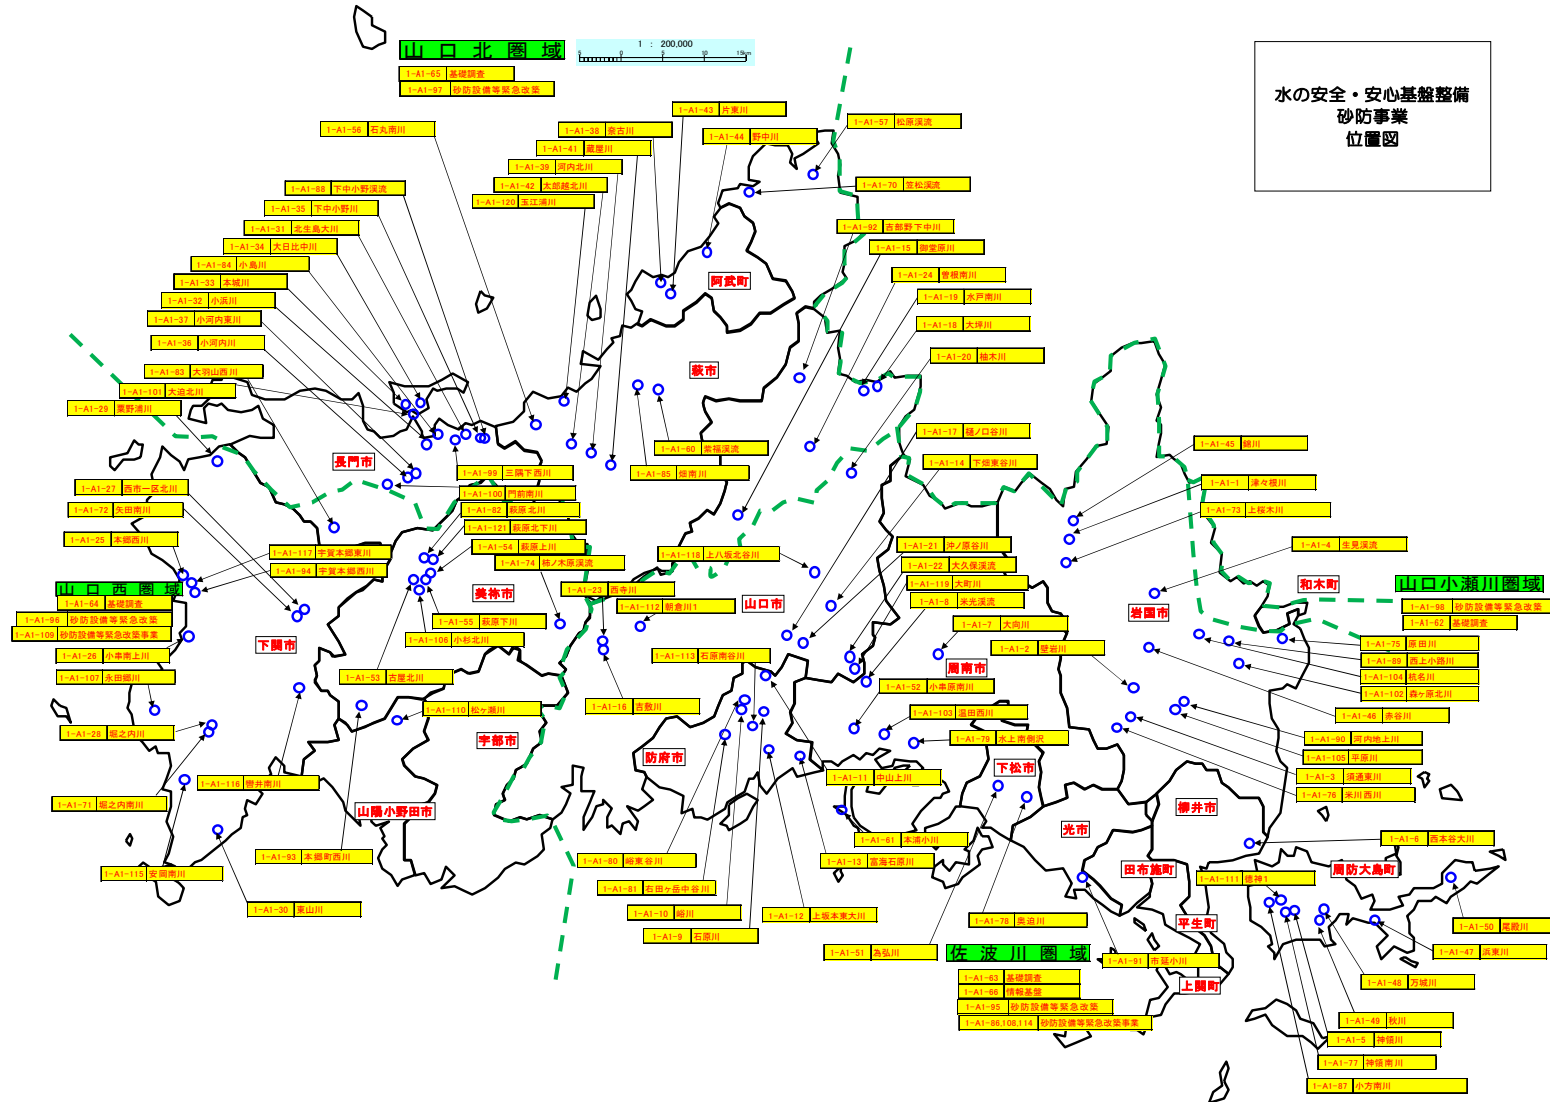 山口北圏域
1 : 200,000
5 0 5 10 15km
水の安全・安心基盤整備
砂防事業
位置図
1-A1-65 基礎調査
1-A1-97 砂防設備等緊急改築
1-A1-43 片東川
1-A1-56 石丸南川
1-A1-38 奈古川
1-A1-44 野中川
1-A1-57 松原渓流
1-A1-41 蔵屋川
1-A1-39 河内北川
1-A1-42 太郎越北川
1-A1-120 玉江浦川
1-A1-70 笠松渓流
1-A1-88 下中小野渓流
1-A1-35 下中小野川
1-A1-31 北生島大川
1-A1-34 大日比中川
1-A1-84 小島川
1-A1-33 本城川
1-A1-32 小浜川
1-A1-37 小河内東川
1-A1-36 小河内川
1-A1-83 大羽山西川
1-A1-101 大迫北川
1-A1-29 粟野浦川
1-A1-92 吉部野下中川
1-A1-15 御堂原川
1-A1-24 曽根南川
1-A1-19 水戸南川
1-A1-18 大坪川
1-A1-20 柚木川
阿武町
萩市
長門市
1-A1-60 紫福渓流
1-A1-85 畑南川
1-A1-17 樋ノ口谷川
1-A1-14 下畑東谷川
1-A1-45 錦川
1-A1-1 津々根川
1-A1-73 上桜木川
1-A1-4 生見渓流
1-A1-27 西市一区北川
1-A1-72 矢田南川
1-A1-25 本郷西川
1-A1-99 三隅下西川
1-A1-100 門前南川
1-A1-82 萩原北川
1-A1-121 萩原北下川
1-A1-54 萩原上川
1-A1-74 柿ノ木原渓流
1-A1-117 宇賀本郷東川
1-A1-94 宇賀本郷西川
1-A1-118 上八坂北谷川
1-A1-21 沖ノ原谷川
1-A1-22 大久保渓流
1-A1-119 大町川
1-A1-8 米光渓流
1-A1-7 大向川
1-A1-2 壁岩川
山口西圏域
1-A1-64 基礎調査
1-A1-96 砂防設備等緊急改築
1-A1-109 砂防設備等緊急改築事業
1-A1-26 小串南上川
1-A1-107 永田郷川
1-A1-28 堀之内川
1-A1-71 堀之内南川
美祢市
下関市
1-A1-23 西寺川
1-A1-112 朝倉川1
山口市
1-A1-55 萩原下川
1-A1-106 小杉北川
1-A1-53 古屋北川
1-A1-110 松ヶ瀬川
1-A1-113 石原南谷川
1-A1-16 吉敷川
周南市
岩国市
和木町
山口小瀬川圏域
1-A1-98 砂防設備等緊急改築
1-A1-62 基礎調査
1-A1-75 原田川
1-A1-89 西上小路川
1-A1-104 杭名川
1-A1-102 森ヶ原北川
1-A1-46 赤谷川
1-A1-90 河内地上川
1-A1-105 平原川
1-A1-3 須通東川
1-A1-76 米川西川
1-A1-52 小串原南川
1-A1-103 温田西川
1-A1-79 水上南側沢
宇部市
防府市
下松市
1-A1-116 轡井南川
山陽小野田市
1-A1-11 中山上川
柳井市
光市
1-A1-61 本浦小川
1-A1-6 西本谷大川
1-A1-93 本郷町西川
1-A1-115 安岡南川
1-A1-30 東山川
1-A1-80 峪東谷川
1-A1-81 右田ヶ岳中谷川
1-A1-10 峪川
1-A1-9 石原川
1-A1-13 富海石原川
1-A1-12 上坂本東大川
田布施町
周防大島町
1-A1-111 徳神1
平生町
1-A1-78 奥迫川
1-A1-50 尾殿川
1-A1-51 為弘川
佐波川圏域
1-A1-63 基礎調査
1-A1-66 情報基盤
1-A1-95 砂防設備等緊急改築
1-A1-86,108,114 砂防設備等緊急改築事業
1-A1-91 市延小川
上関町
1-A1-47 浜東川
1-A1-48 万城川
1-A1-49 秋川
1-A1-5 神領川
1-A1-77 神領南川
1-A1-87 小方南川